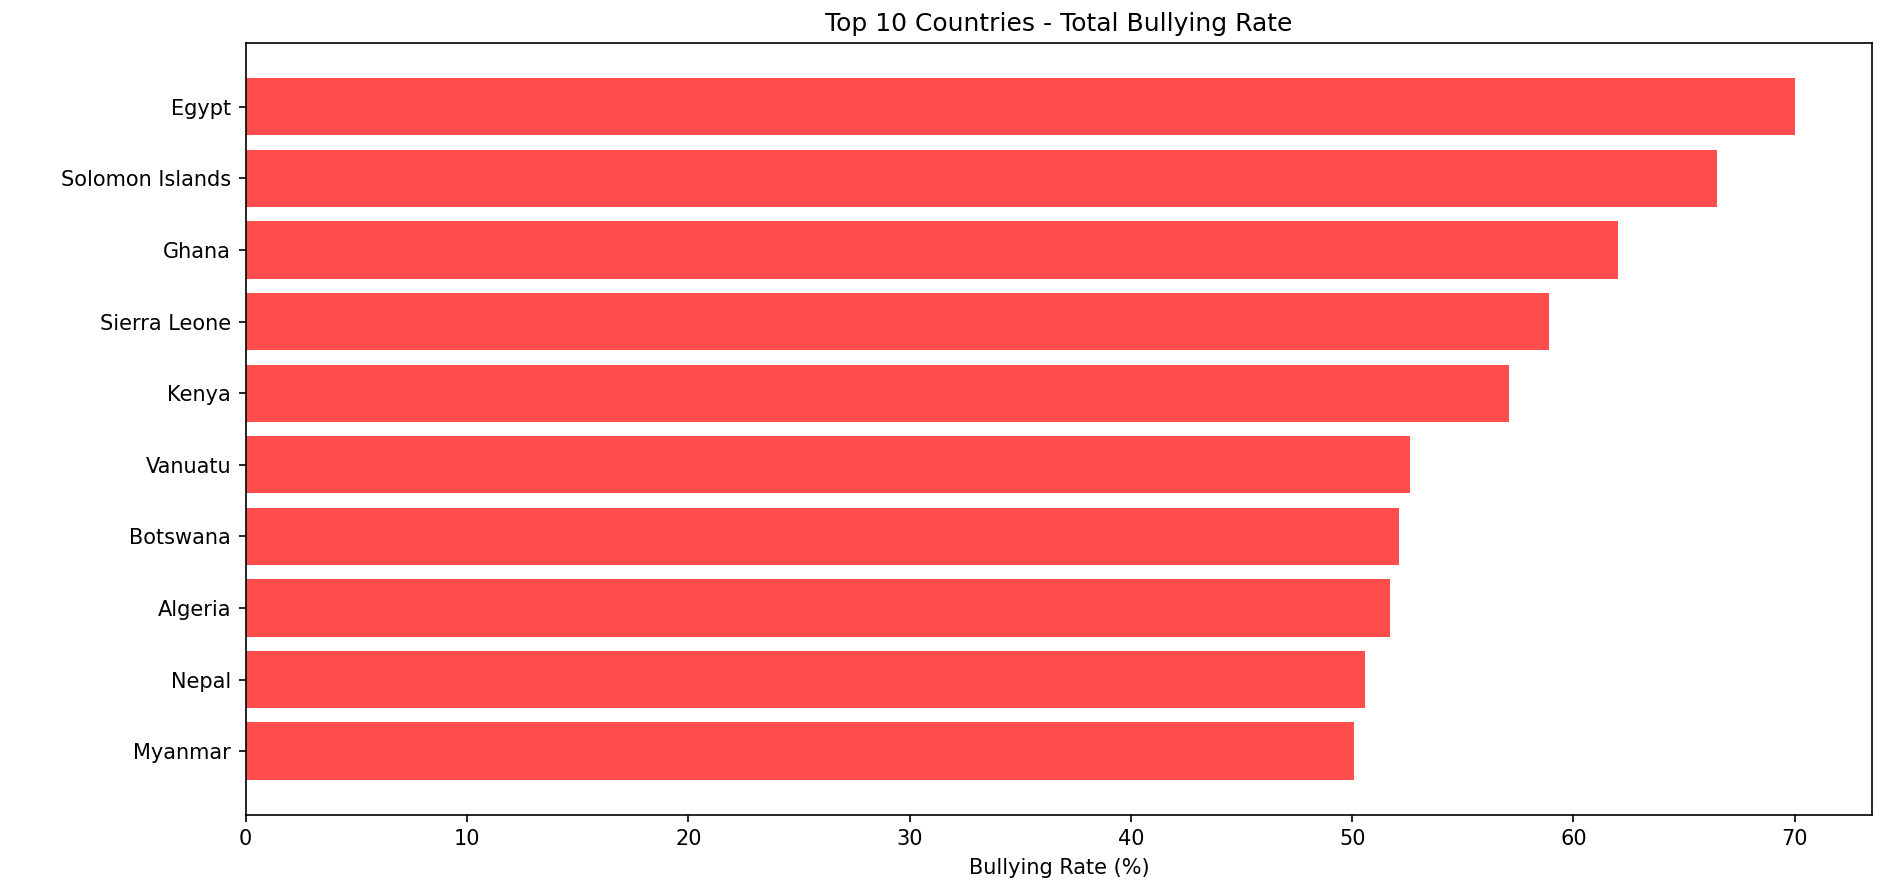 Top 10 Countries - Total Bullying Rate
Egypt
Solomon Islands
Ghana
Sierra Leone
Kenya
Vanuatu
Botswana
Algeria
Nepal
Myanmar
0 10 20 30 40 50 60 70
Bullying Rate (%)